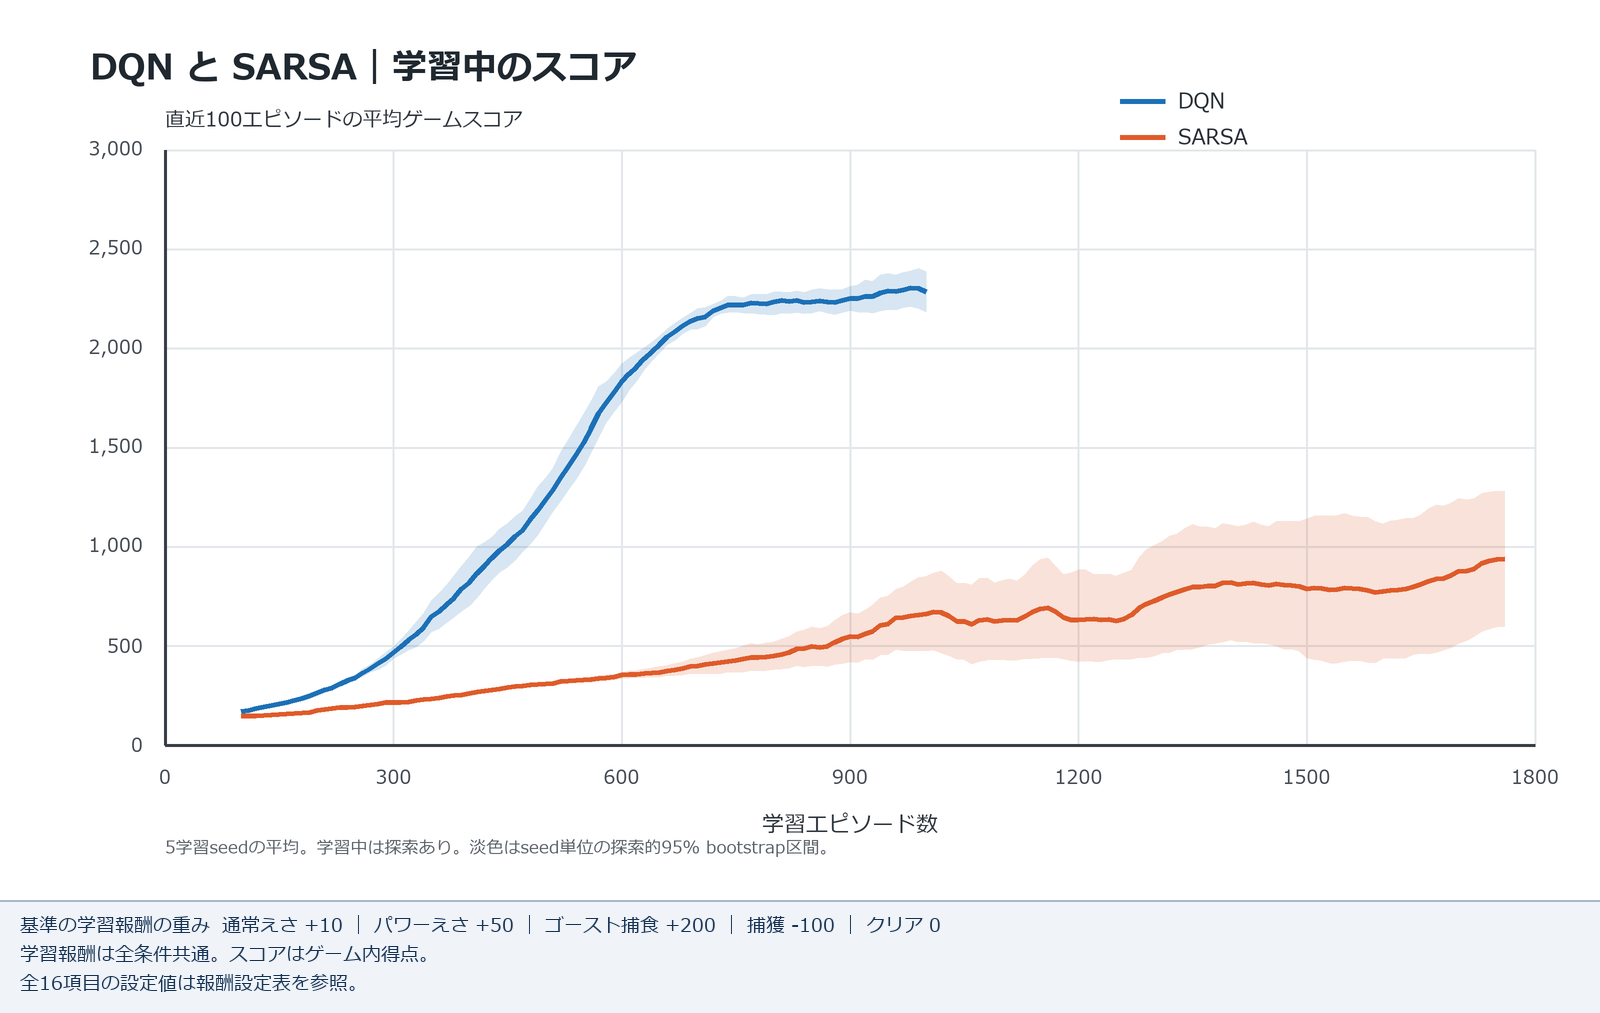 DQN と SARSA｜学習中のスコア
直近100エピソードの平均ゲームスコア
DQN
SARSA
3,000
2,500
2,000
1,500
1,000
500
0
0 300 600 900 1200 1500 1800
学習エピソード数
5学習seedの平均。学習中は探索あり。淡色はseed単位の探索的95% bootstrap区間。
基準の学習報酬の重み 通常えさ +10 ｜ パワーえさ +50 ｜ ゴースト捕食 +200 ｜ 捕獲 -100 ｜ クリア 0
学習報酬は全条件共通。スコアはゲーム内得点。
全16項目の設定値は報酬設定表を参照。